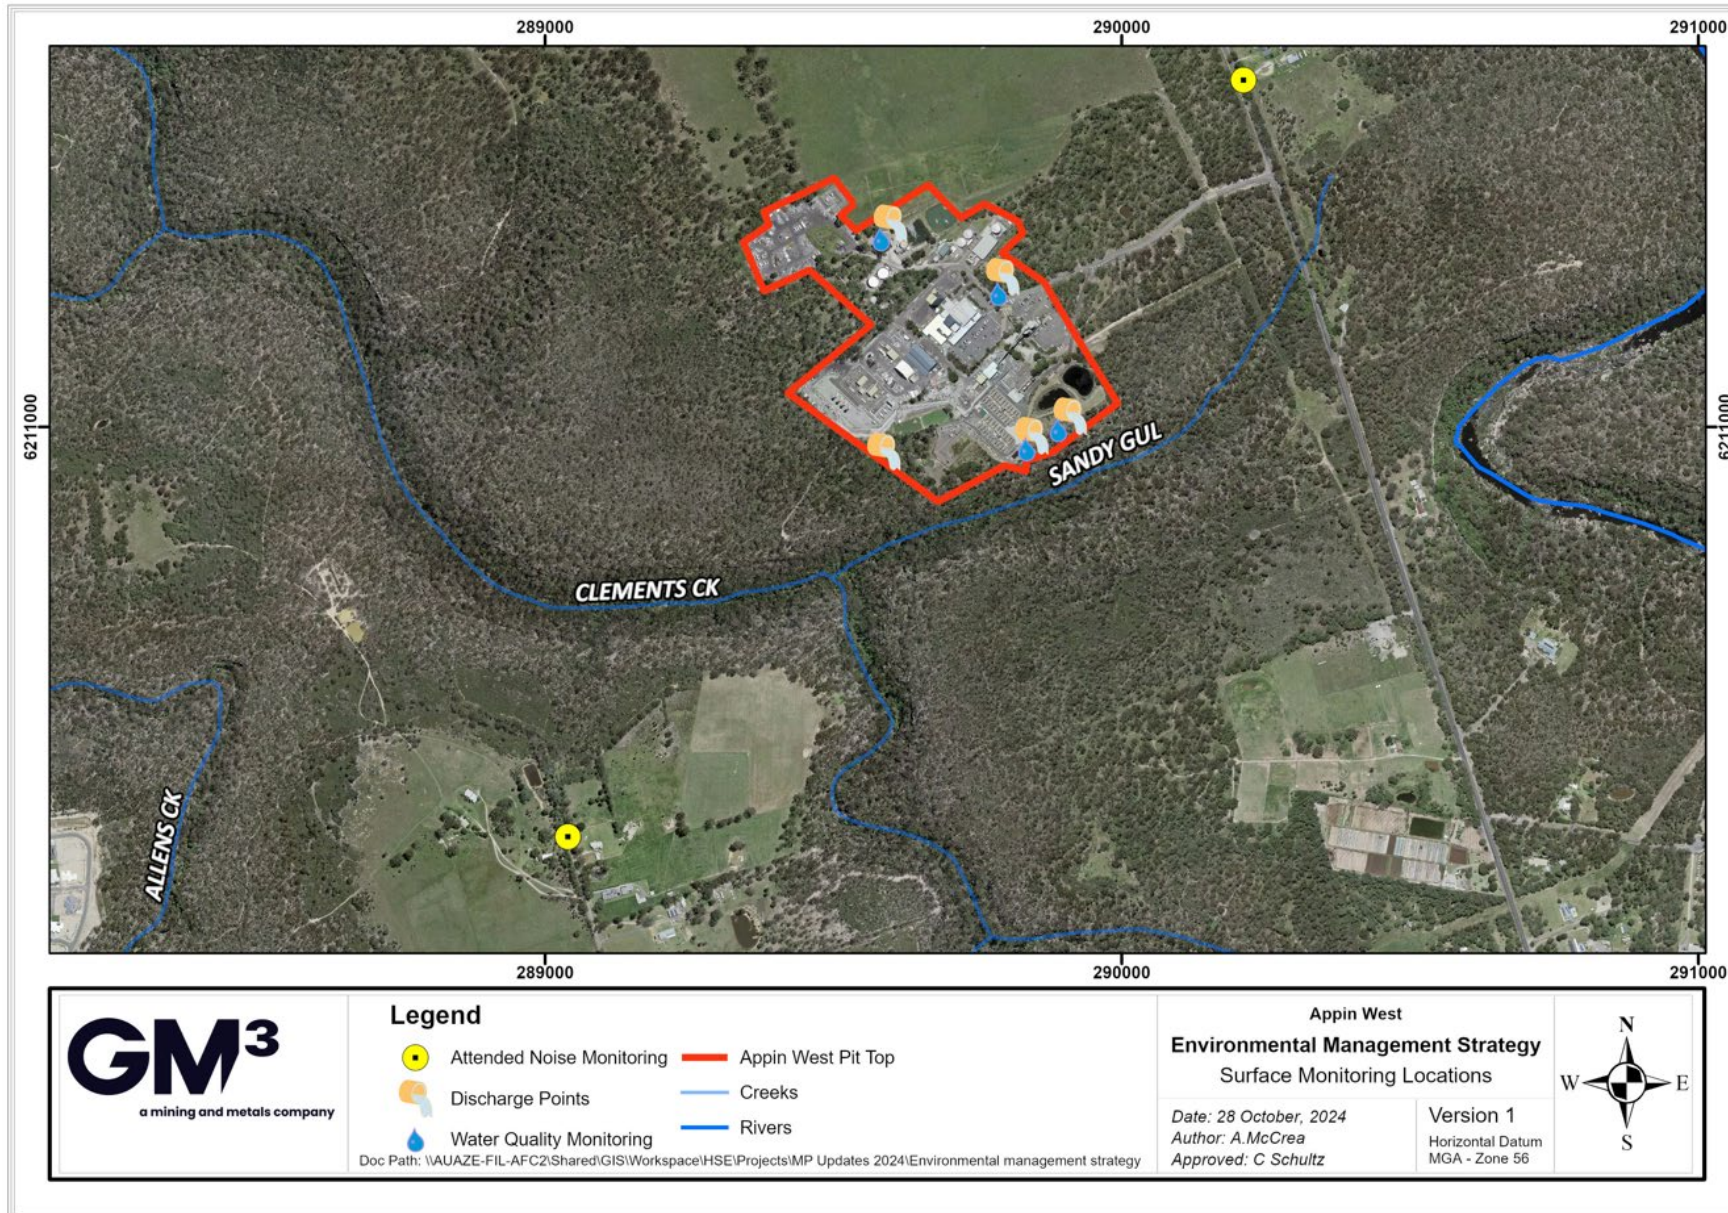 289000
290000
291000
6211000
6211000
SANDY GUL
CLEMENTS CK
ALLENS CK
289000
290000
291000
GM³
a mining and metals company
Legend
Attended Noise Monitoring
Discharge Points
Water Quality Monitoring
Appin West Pit Top
Creeks
Rivers
Doc Path: \\AUAZE-FIL-AFC2\Shared\GIS\Workspace\HSE\Projects\MP Updates 2024\Environmental management strategy
Appin West
Environmental Management Strategy
Surface Monitoring Locations
Date: 28 October, 2024
Author: A.McCrea
Approved: C Schultz
Version 1
Horizontal Datum
MGA - Zone 56
N
W
E
S